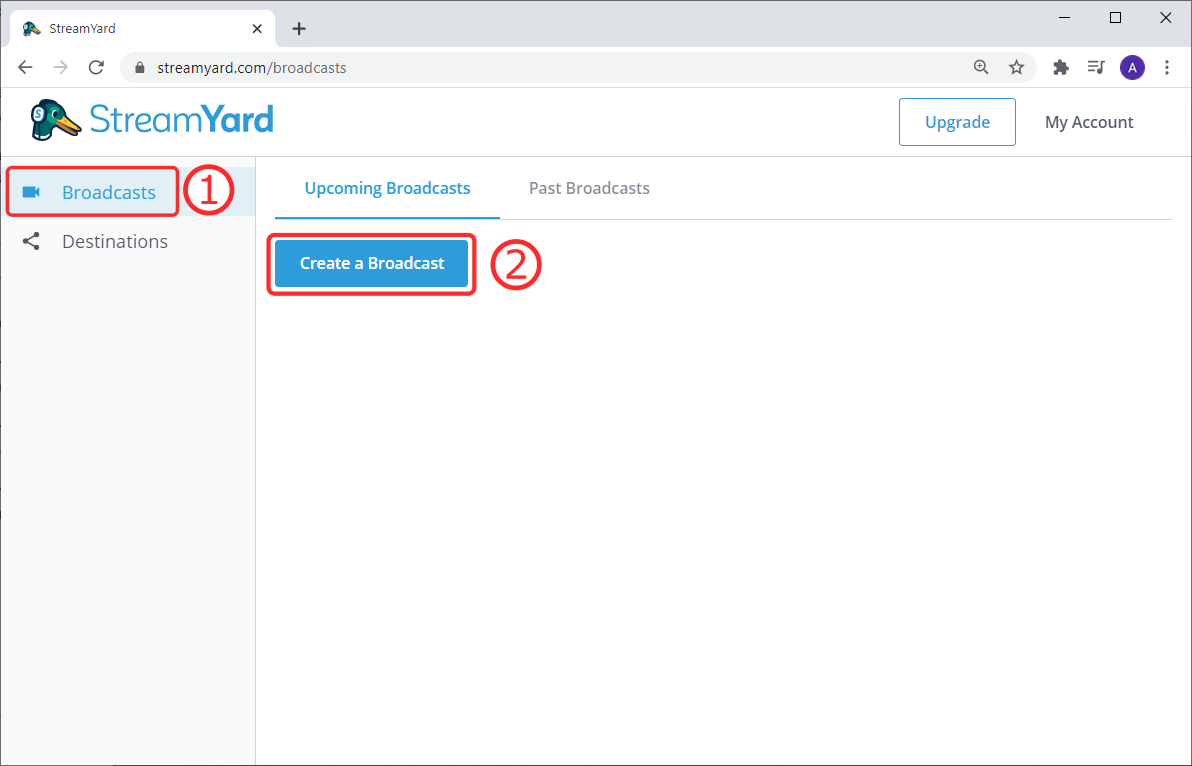 StreamYard
streamyard.com/broadcasts
A
S
StreamYard
Upgrade
My Account
Broadcasts
①
Upcoming Broadcasts
Past Broadcasts
Destinations
Create a Broadcast
②